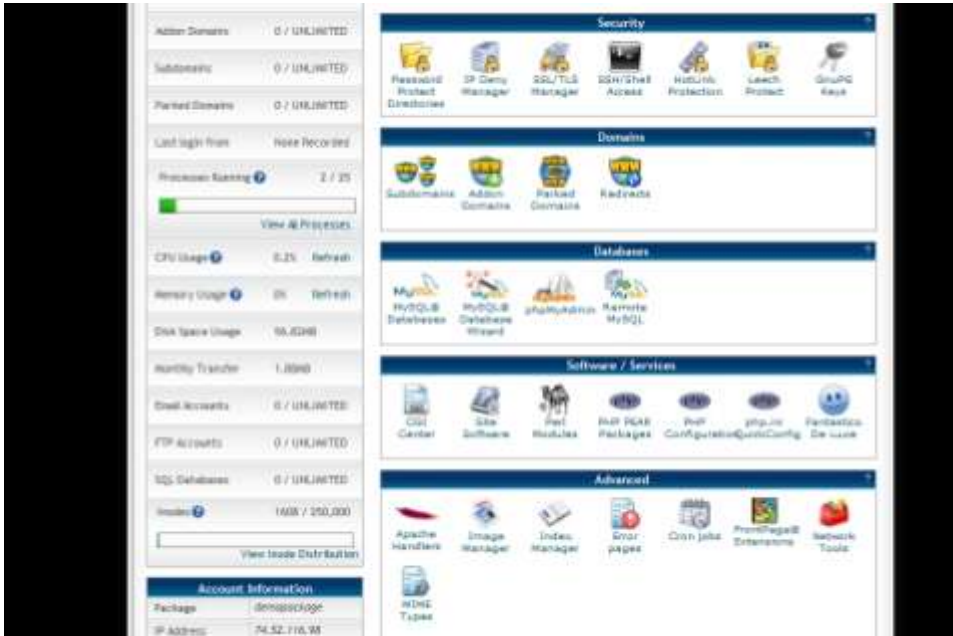 Addon Domains 0 / UNLIMITED
Subdomains 0 / UNLIMITED
Parked Domains 0 / UNLIMITED
Last login from None Recorded
Processes Running 2 / 25
View All Processes
CPU Usage Refresh
Memory Usage Refresh
Disk Space Usage
Monthly Transfer
Email Accounts 0 / UNLIMITED
FTP Accounts 0 / UNLIMITED
SQL Databases 0 / UNLIMITED
Inodes 1608 / 250,000
View Inode Distribution
Account Information
Package demopackage
IP Address
Security
Password Protect Directories
IP Deny Manager
SSL/TLS Manager
SSH/Shell Access
HotLink Protection
Leech Protect
GnuPG Keys
Domains
Subdomains
Addon Domains
Parked Domains
Redirects
Databases
MySQL® Databases
MySQL® Database Wizard
phpMyAdmin
Remote MySQL
Software / Services
CGI Center
Site Software
Perl Modules
PHP PEAR Packages
PHP Configuration
php.ini QuickConfig
Fantastico De Luxe
Advanced
Apache Handlers
Image Manager
Index Manager
Error pages
Cron jobs
FrontPage® Extensions
Network Tools
MIME Types